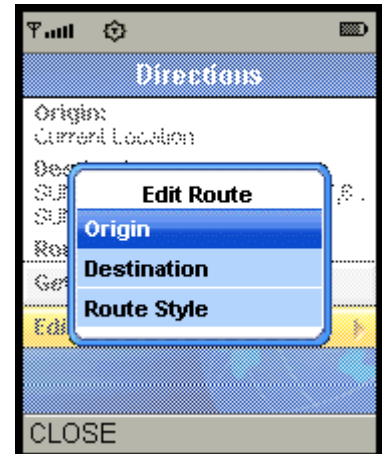 Directions
Origin:
Current Location
Edit Route
Origin
Destination
Route Style
CLOSE